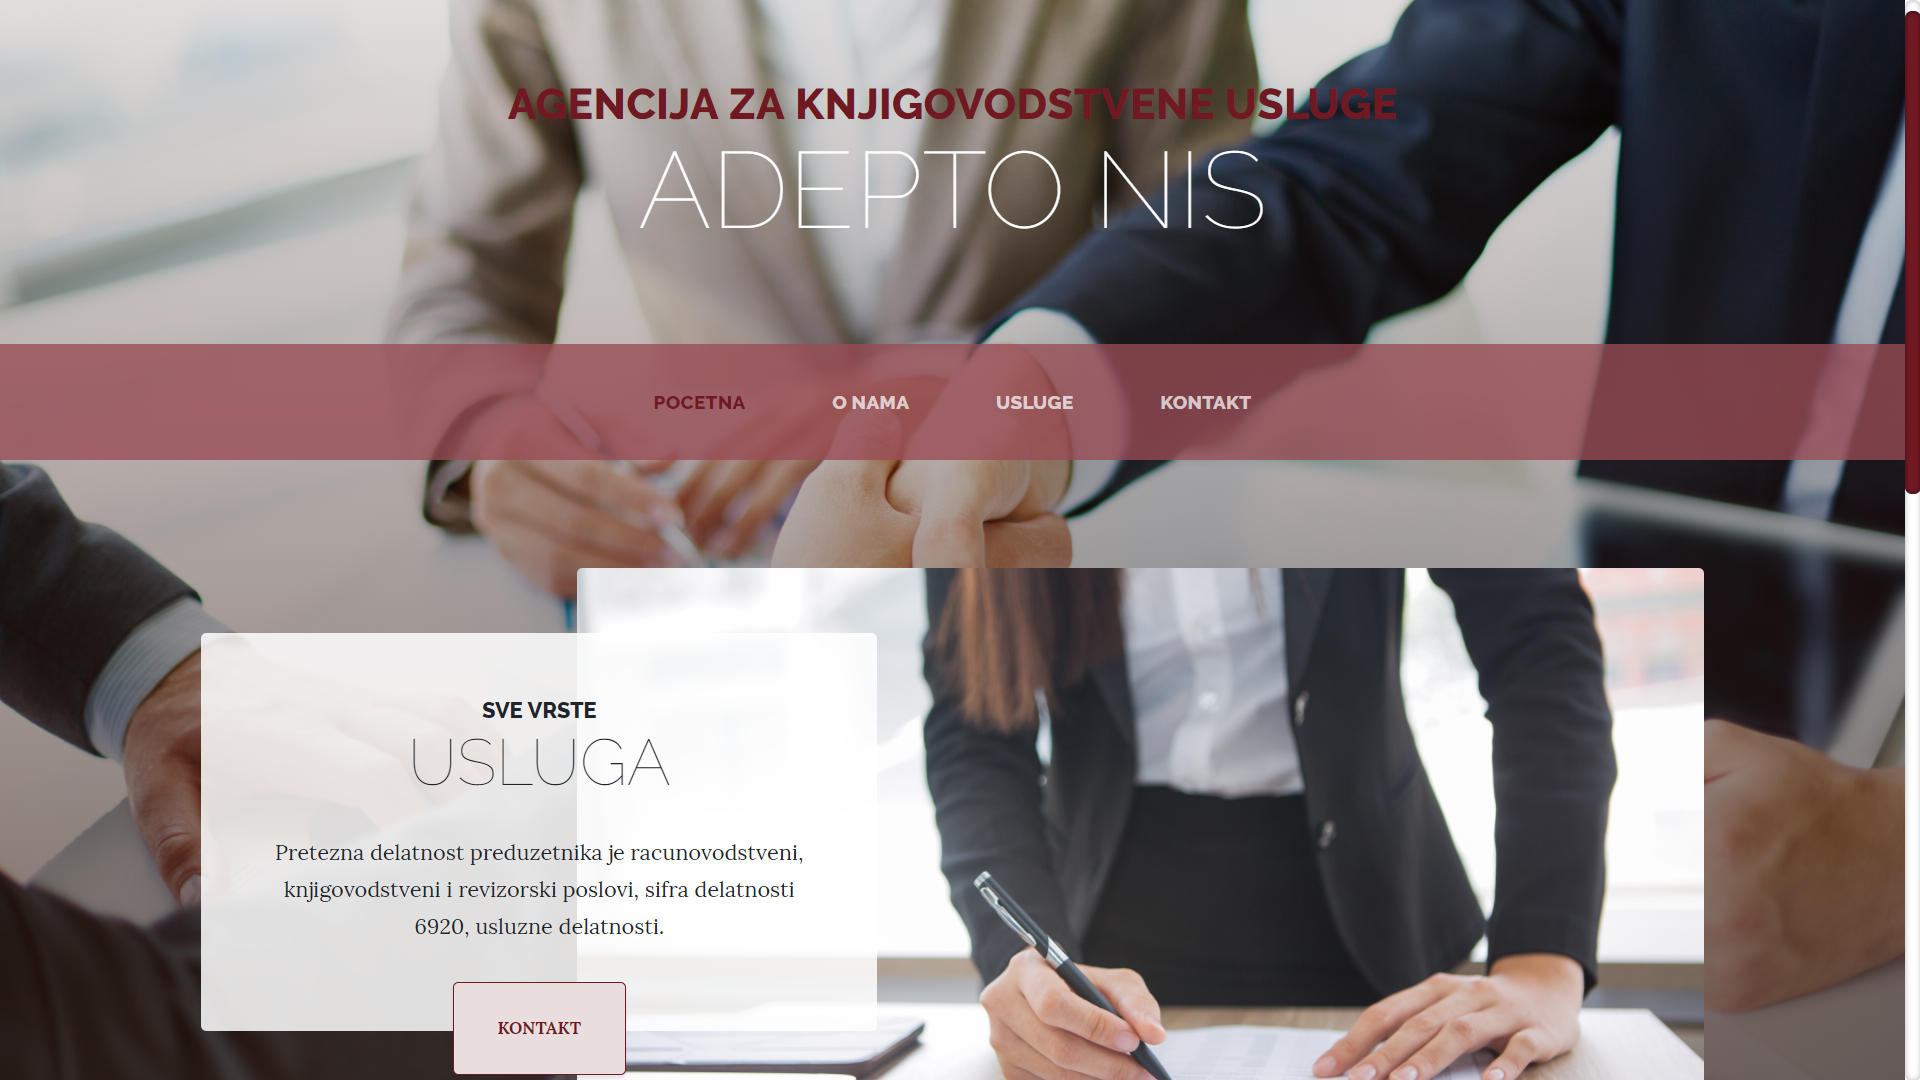 AGENCIJA ZA KNJIGOVODSTVENE USLUGE
ADEPTO NIS
POCETNA
O NAMA
USLUGE
KONTAKT
SVE VRSTE
USLUGA
Pretezna delatnost preduzetnika je racunovodstveni,
knjigovodstveni i revizorski poslovi, sifra delatnosti
6920, usluzne delatnosti.
KONTAKT